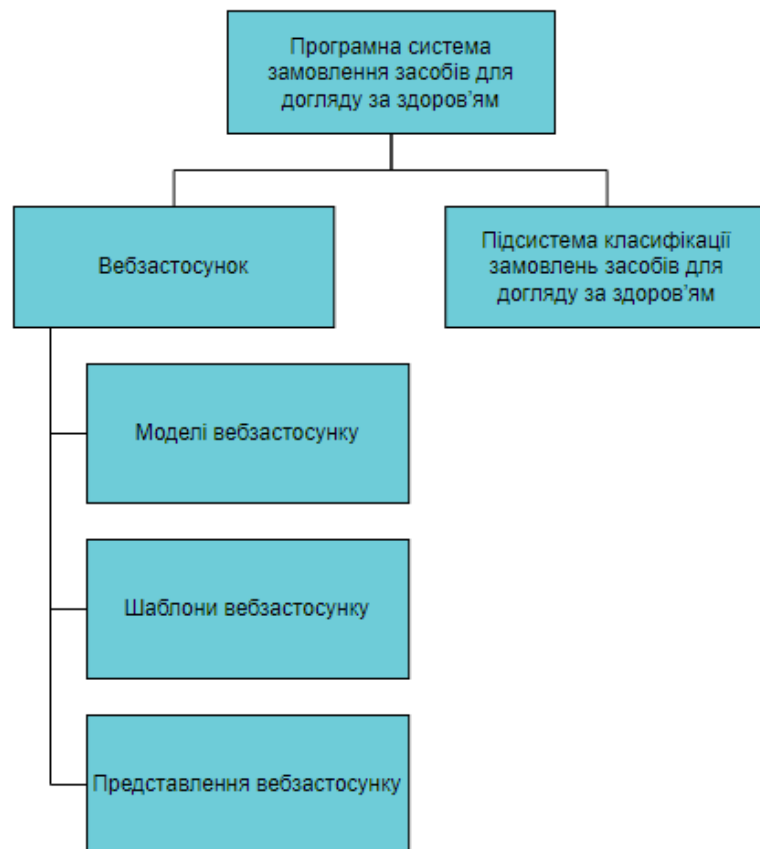 Програмна система
замовлення засобів для
догляду за здоров’ям
Вебзастосунок
Підсистема класифікації
замовлень засобів для
догляду за здоров’ям
Моделі вебзастосунку
Шаблони вебзастосунку
Представлення вебзастосунку